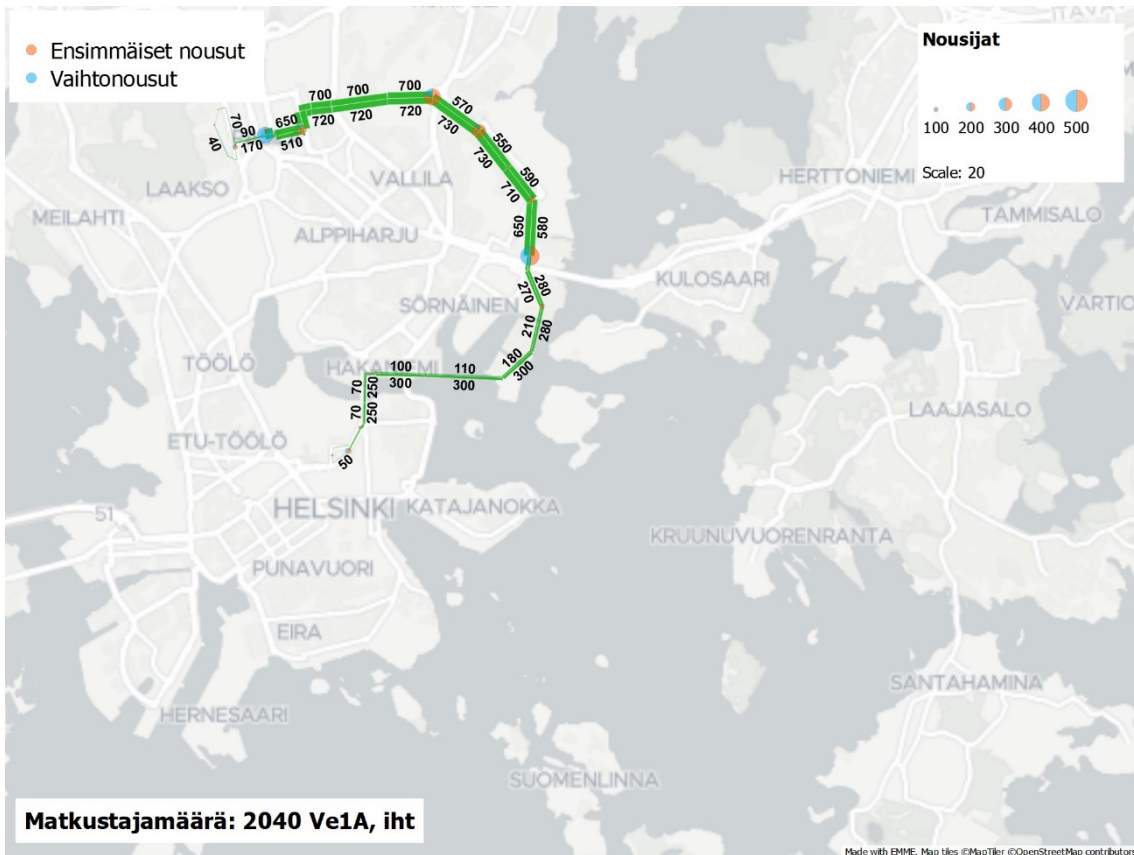 ITÄ
Ensimmäiset nousut
Vaihtonousut
Nousijat
100 200 300 400 500
Scale: 20
700
700
700
720
720
720
650
510
90
170
70
40
570
730
550
730
590
710
650
580
280
270
210
280
180
300
110
300
100
300
70
250
70
250
50
LAAKSO
VALLILA
MEILAHTI
ALPPIHARJU
HERTTONIEMI
TAMMISALO
KULOSAARI
SÖRNÄINEN
VARTIO
TÖÖLÖ
HAKANIEMI
LAAJASALO
ETU-TÖÖLÖ
51
HELSINKI
KATAJANOKKA
KRUUNUVUORENRANTA
PUNAVUORI
EIRA
SANTAHAMINA
HERNESAARI
SUOMENLINNA
Matkustajamäärä: 2040 Ve1A, iht
Made with EMME. Map tiles ©MapTiler ©OpenStreetMap contributors